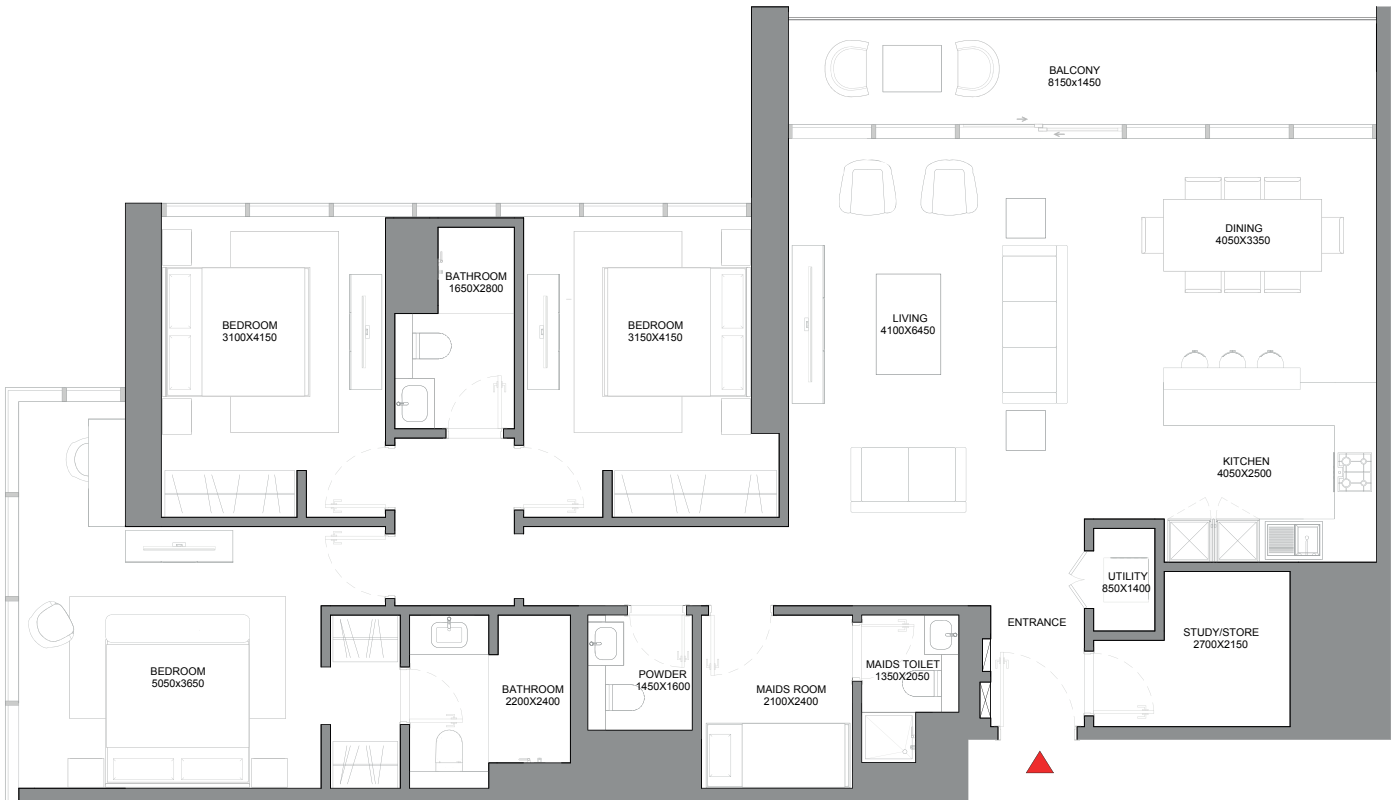 BALCONY
8150x1450
DINING
4050X3350
BATHROOM
1650X2800
BEDROOM
3100X4150
BEDROOM
3150X4150
LIVING
4100X6450
KITCHEN
4050X2500
UTILITY
850X1400
ENTRANCE
STUDY/STORE
2700X2150
BEDROOM
5050x3650
BATHROOM
2200X2400
POWDER
1450X1600
MAIDS ROOM
2100X2400
MAIDS TOILET
1350X2050